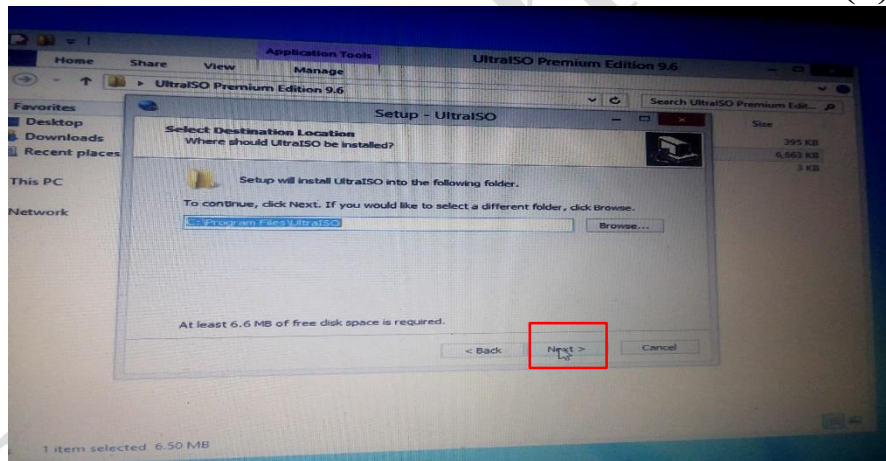 Application Tools
UltraISO Premium Edition 9.6
Home Share View Manage
UltraISO Premium Edition 9.6
Search UltraISO Premium Edit...
Favorites
Desktop
Downloads
Recent places
This PC
Network
Size
395 KB
6,663 KB
3 KB
Setup - UltraISO
Select Destination Location
Where should UltraISO be installed?
Setup will install UltraISO into the following folder.
To continue, click Next. If you would like to select a different folder, click Browse.
C:\Program Files\UltraISO
Browse...
At least 6.6 MB of free disk space is required.
< Back Next > Cancel
1 item selected 6.50 MB